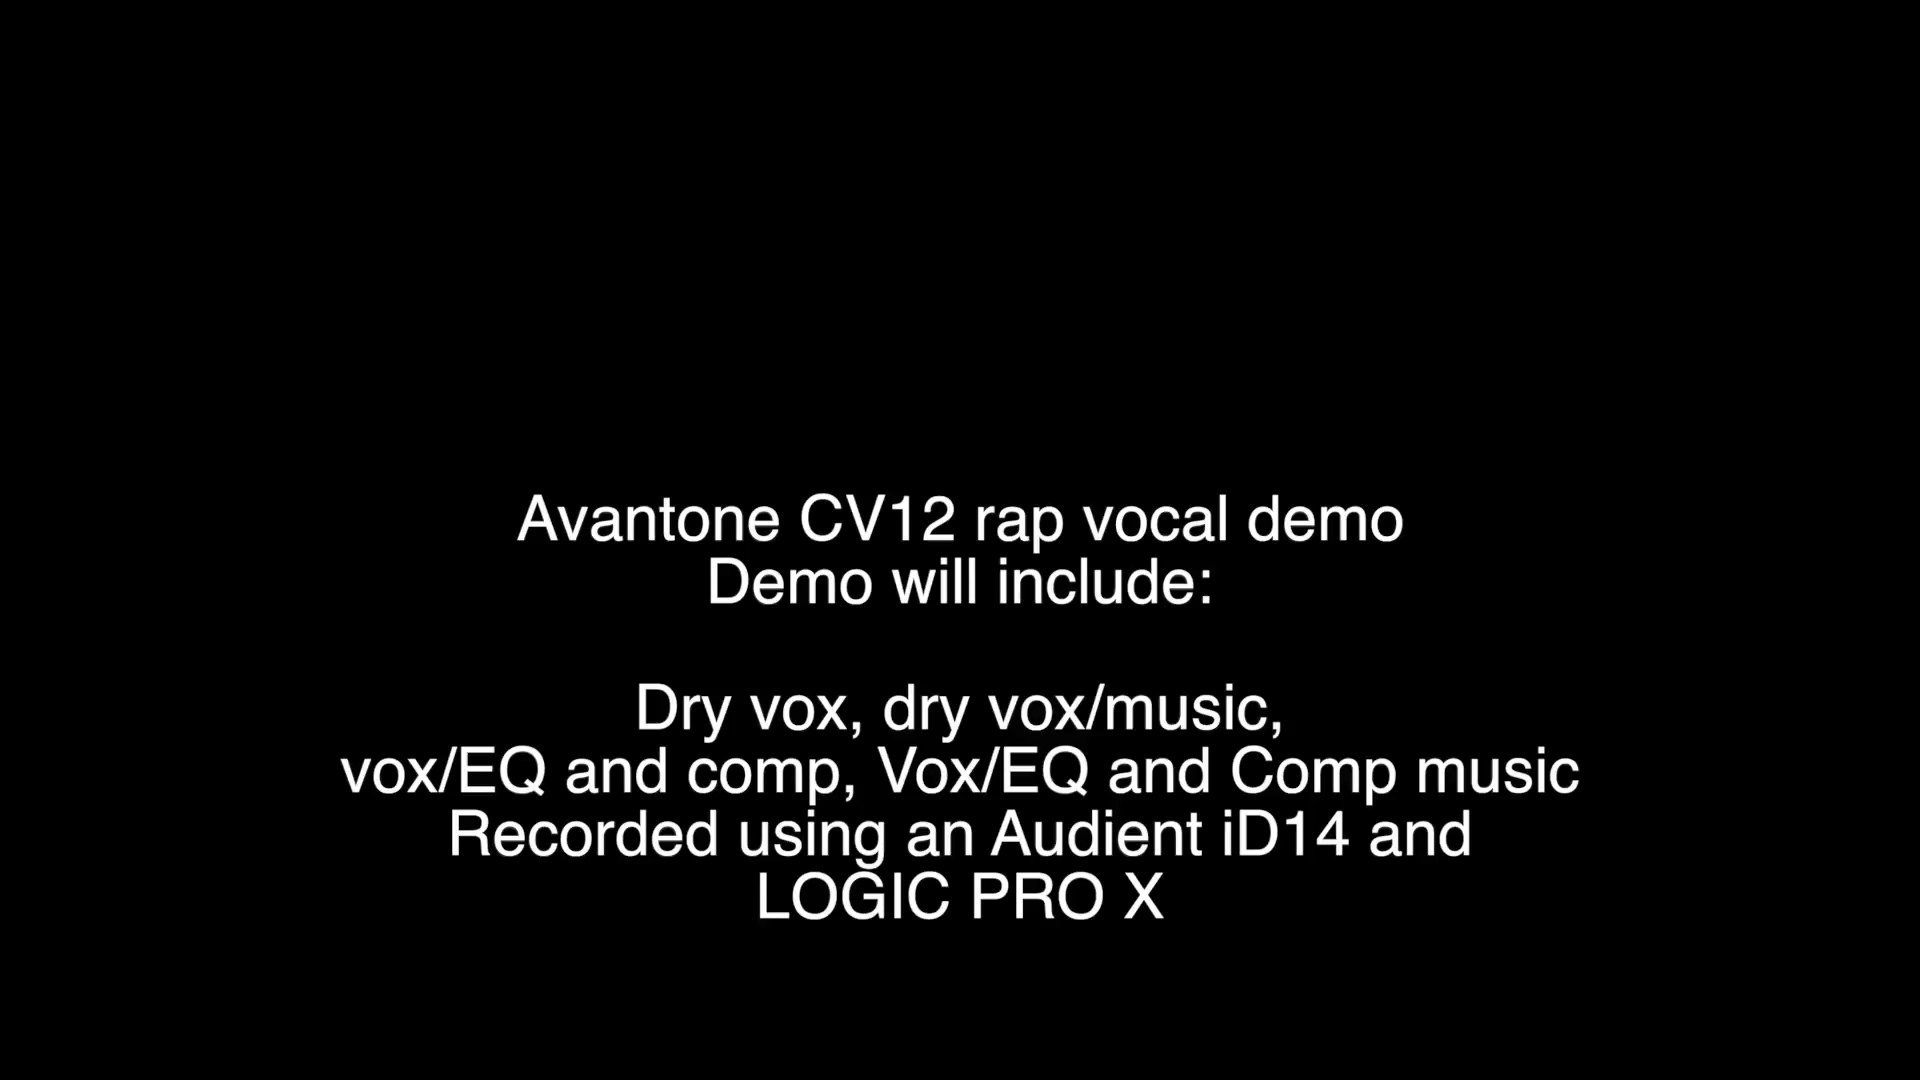 Avantone CV12 rap vocal demo
Demo will include:
Dry vox, dry vox/music,
vox/EQ and comp, Vox/EQ and Comp music
Recorded using an Audient iD14 and
LOGIC PRO X